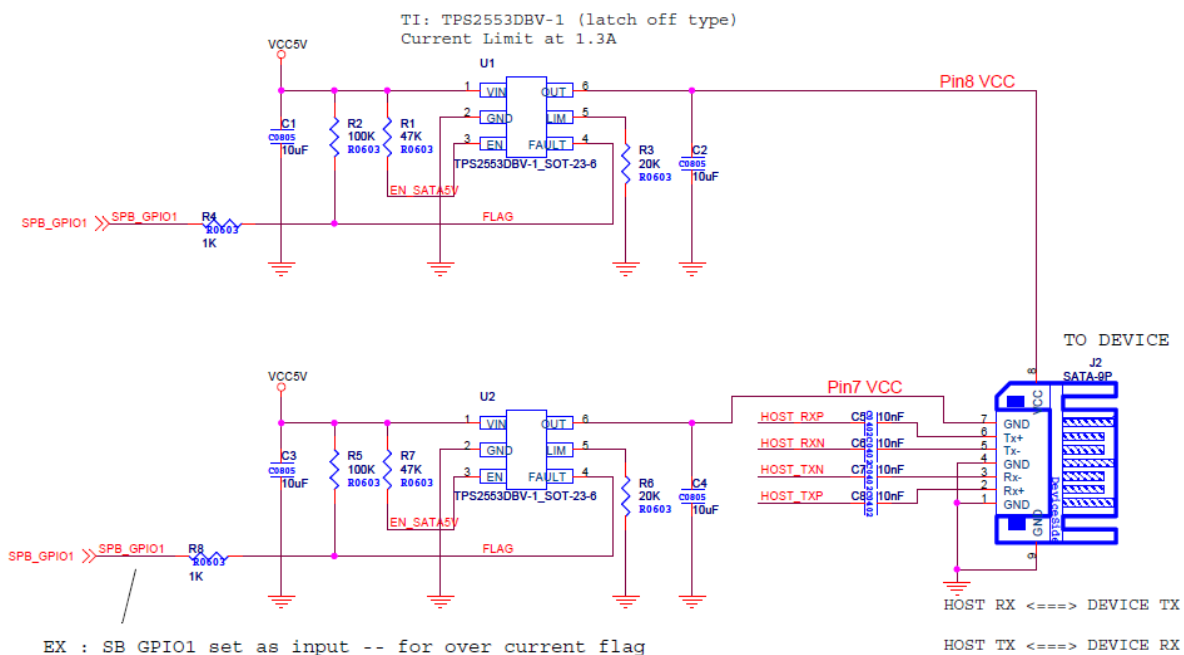 TI: TPS2553DBV-1 (latch off type)
Current Limit at 1.3A
VCC5V
U1
1 VIN OUT 6
2 GND LIM 5
3 EN FAULT 4
TPS2553DBV-1_SOT-23-6
Pin8 VCC
C1
C0805
10uF
R2
100K
R0603
R1
47K
R0603
R3
20K
R0603
C2
C0805
10uF
EN_SATA5V
SPB_GPIO1 SPB_GPIO1
R4
R0603
1K
FLAG
TO DEVICE
J2
SATA-9P
VCC5V
U2
1 VIN OUT 6
2 GND LIM 5
3 EN FAULT 4
TPS2553DBV-1_SOT-23-6
Pin7 VCC
C3
C0805
10uF
R5
100K
R0603
R7
47K
R0603
R6
20K
R0603
C4
C0805
10uF
EN_SATA5V
SPB_GPIO1 SPB_GPIO1
R8
R0603
1K
FLAG
HOST_RXP C5 10nF
HOST_RXN C6 10nF
HOST_TXN C7 10nF
HOST_TXP C8 10nF
8
VCC
7 GND
6 Tx+
5 Tx-
4 GND
3 Rx-
2 Rx+
1 GND
GND
9
DeviceSide
HOST RX <===> DEVICE TX
HOST TX <===> DEVICE RX
EX : SB GPIO1 set as input -- for over current flag